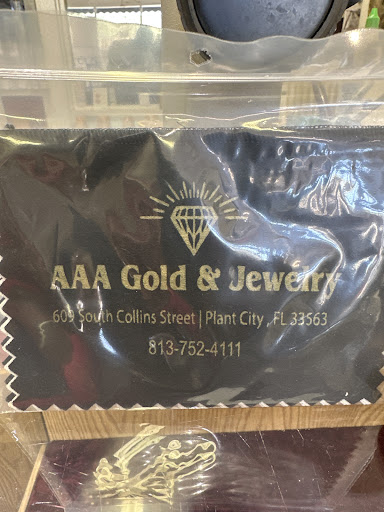 AAA Gold & Jewelry
609 South Collins Street | Plant City , FL 33563
813-752-4111